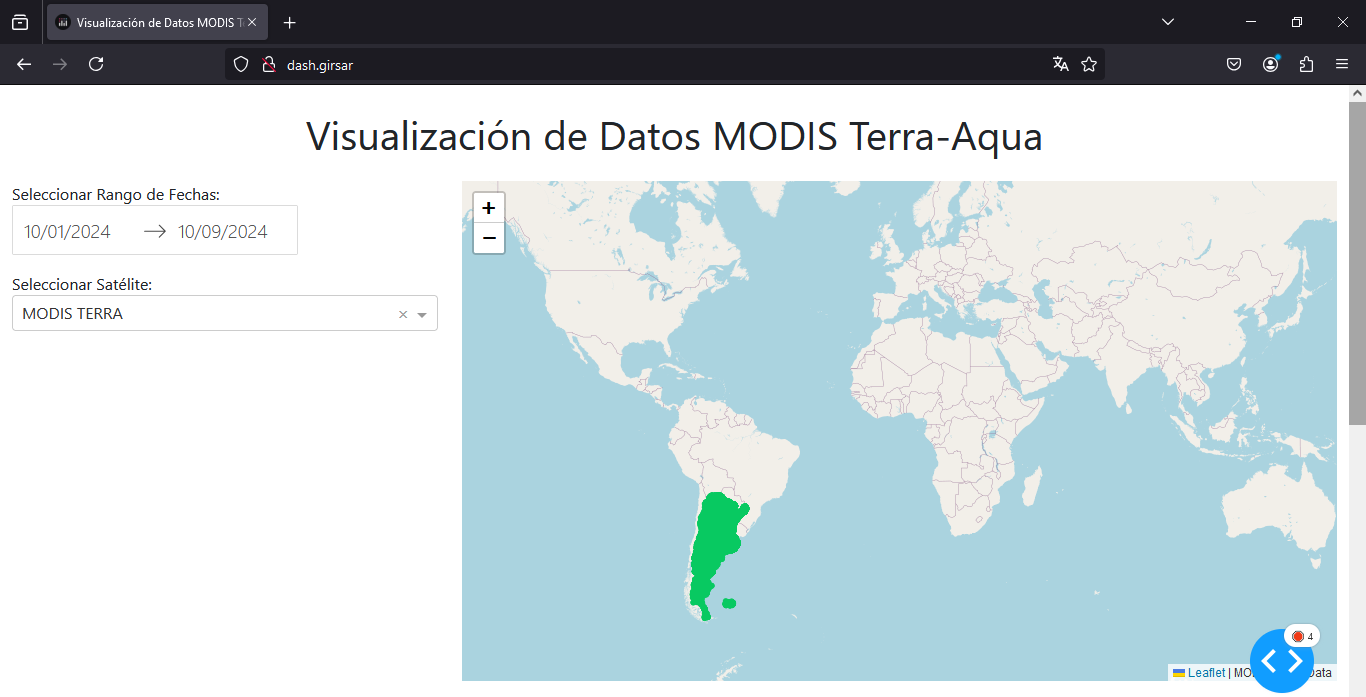 Visualización de Datos MODIS T
dash.girsar
Visualización de Datos MODIS Terra-Aqua
Seleccionar Rango de Fechas:
10/01/2024 → 10/09/2024
Seleccionar Satélite:
MODIS TERRA
+
−
4
Leaflet | MO Data